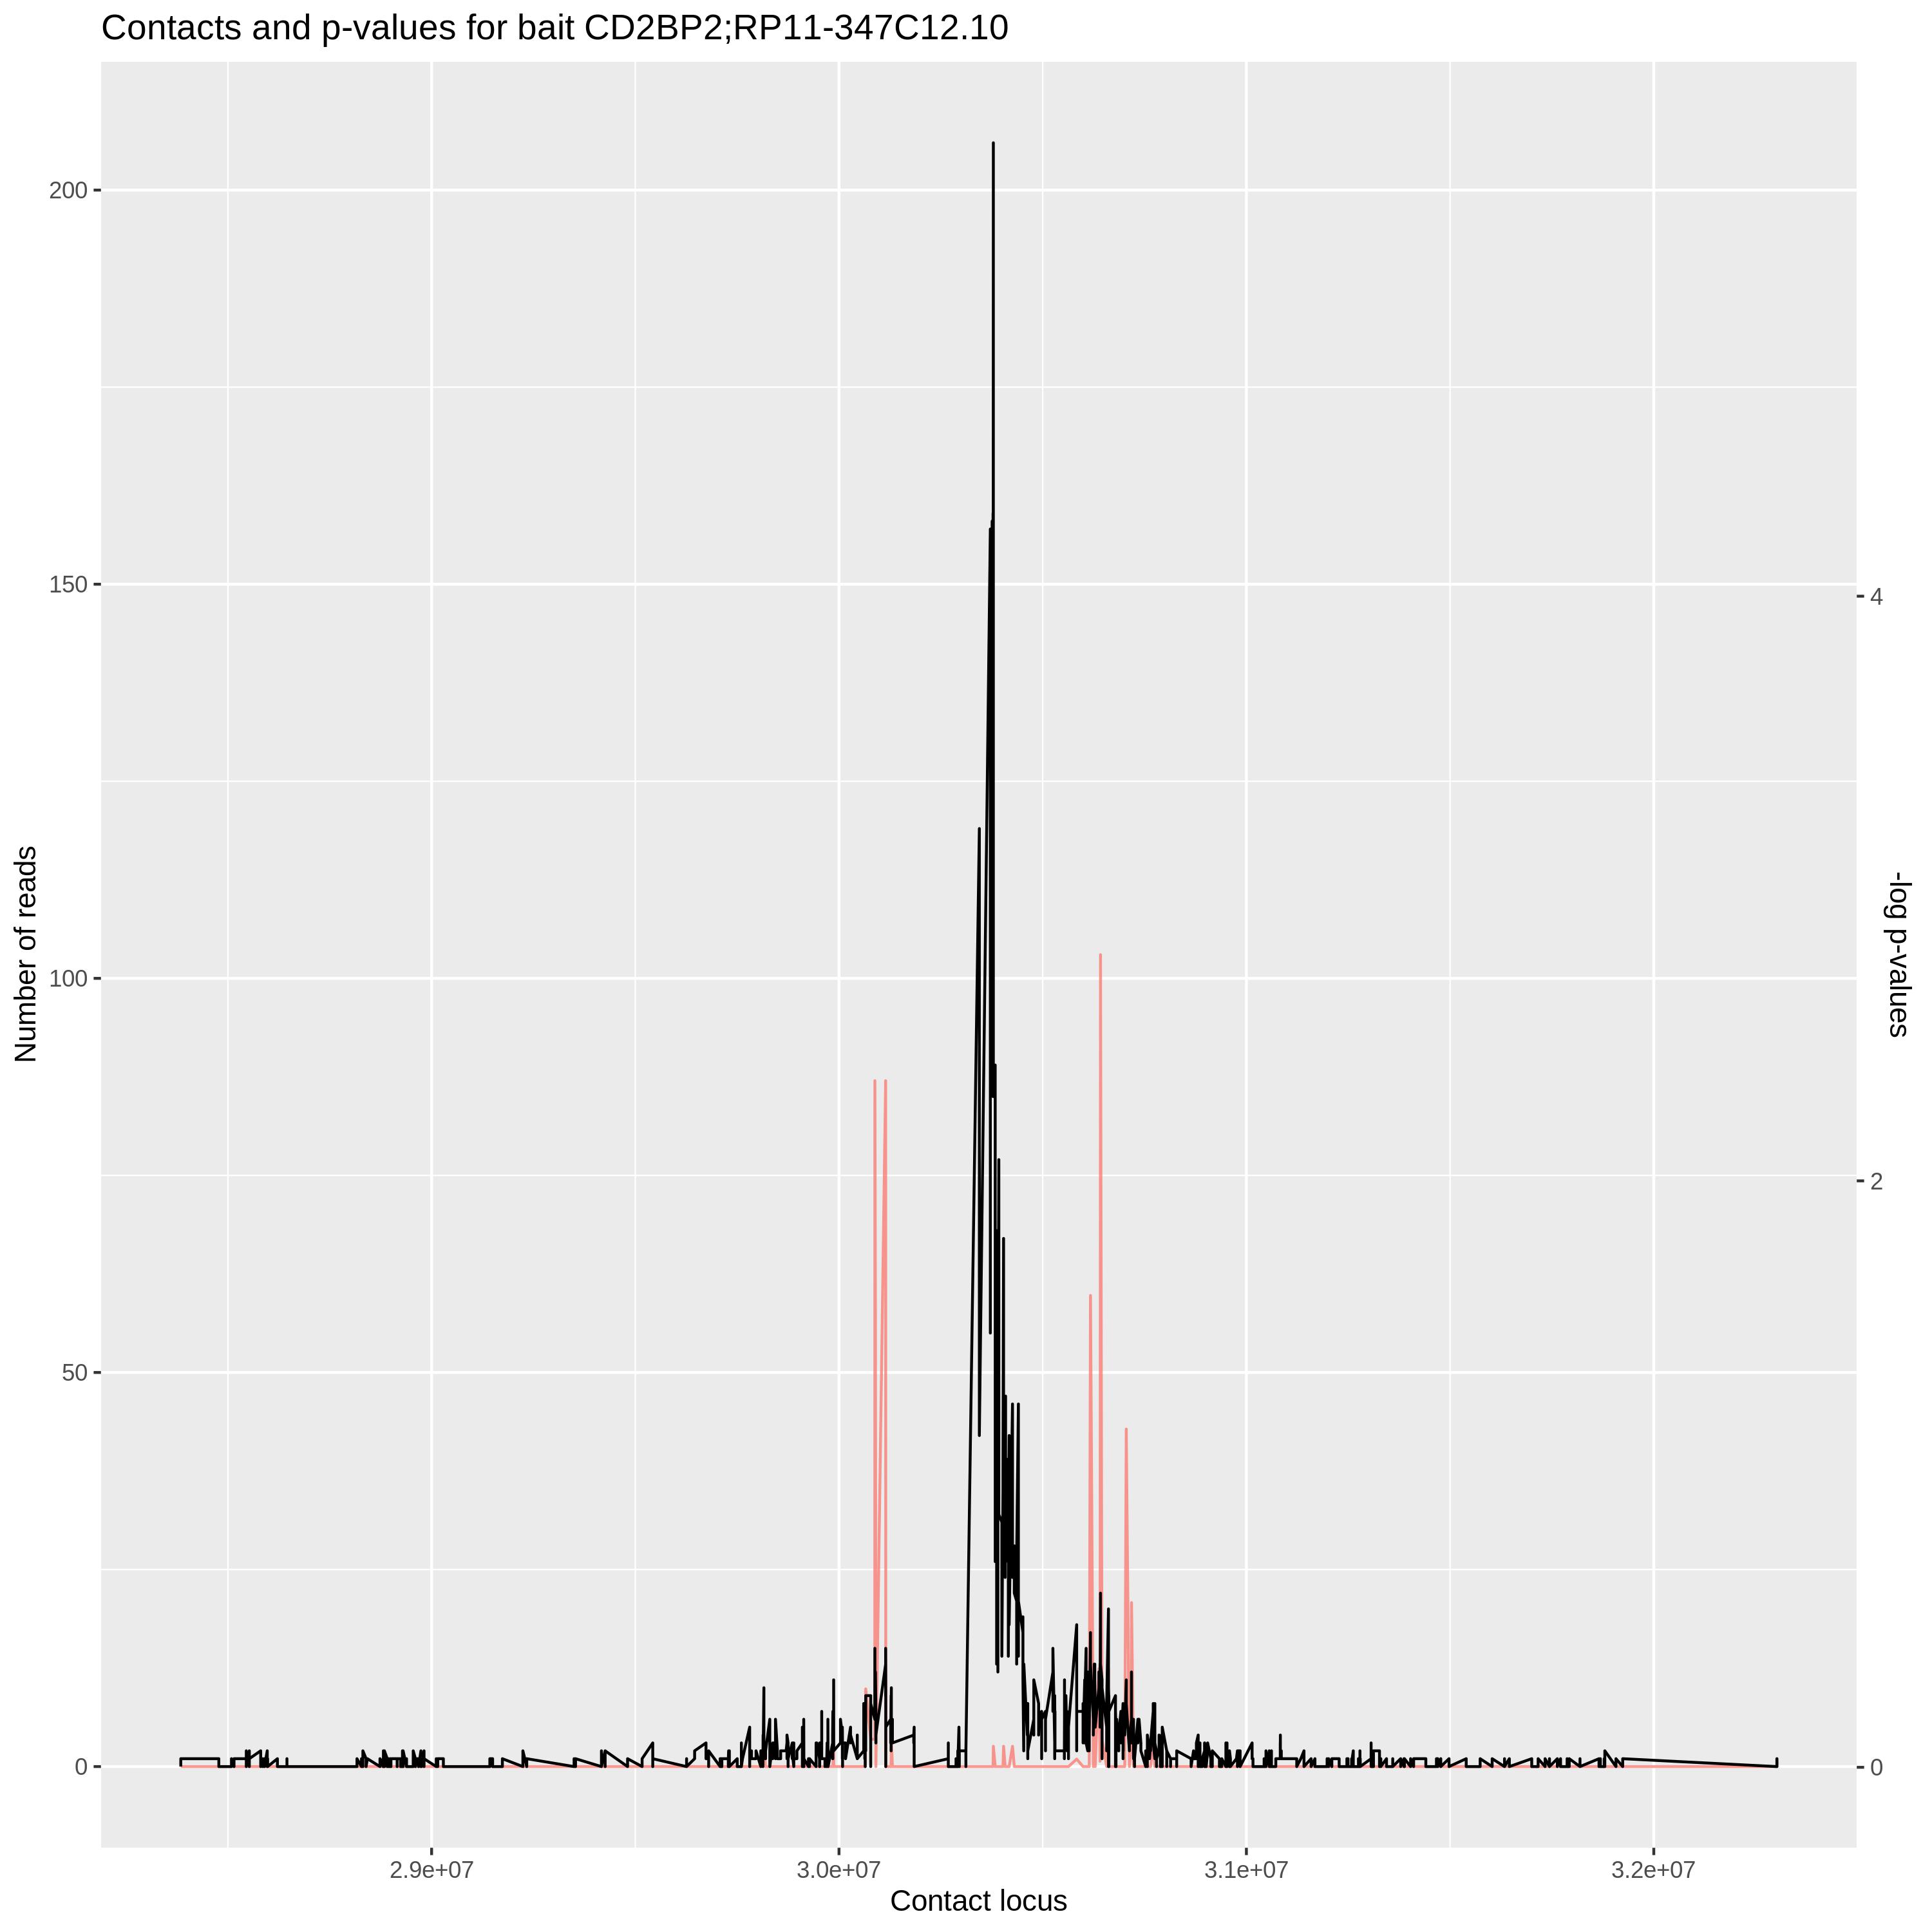 Contacts and p-values for bait CD2BP2;RP11-347C12.10
200
150
100
50
0
Number of reads
4
2
0
-log p-values
2.9e+07
3.0e+07
3.1e+07
3.2e+07
Contact locus